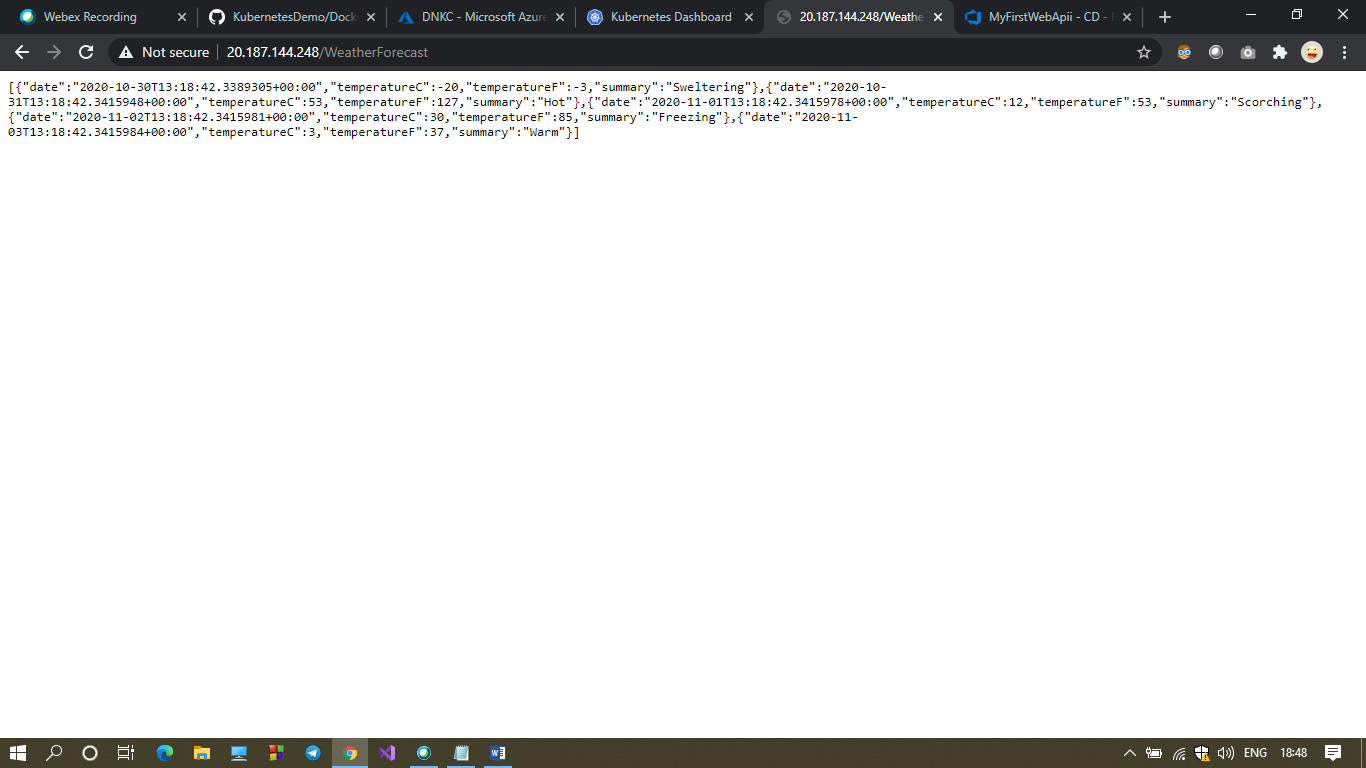 Webex Recording
KubernetesDemo/Dock
DNKC - Microsoft Azure
Kubernetes Dashboard
20.187.144.248/Weathe
MyFirstWebApii - CD -
Not secure
20.187.144.248/WeatherForecast
[{"date":"2020-10-30T13:18:42.3389305+00:00","temperatureC":-20,"temperatureF":-3,"summary":"Sweltering"},{"date":"2020-10-
31T13:18:42.3415948+00:00","temperatureC":53,"temperatureF":127,"summary":"Hot"},{"date":"2020-11-01T13:18:42.3415978+00:00","temperatureC":12,"temperatureF":53,"summary":"Scorching"},
{"date":"2020-11-02T13:18:42.3415981+00:00","temperatureC":30,"temperatureF":85,"summary":"Freezing"},{"date":"2020-11-
03T13:18:42.3415984+00:00","temperatureC":3,"temperatureF":37,"summary":"Warm"}]
ENG
18:48